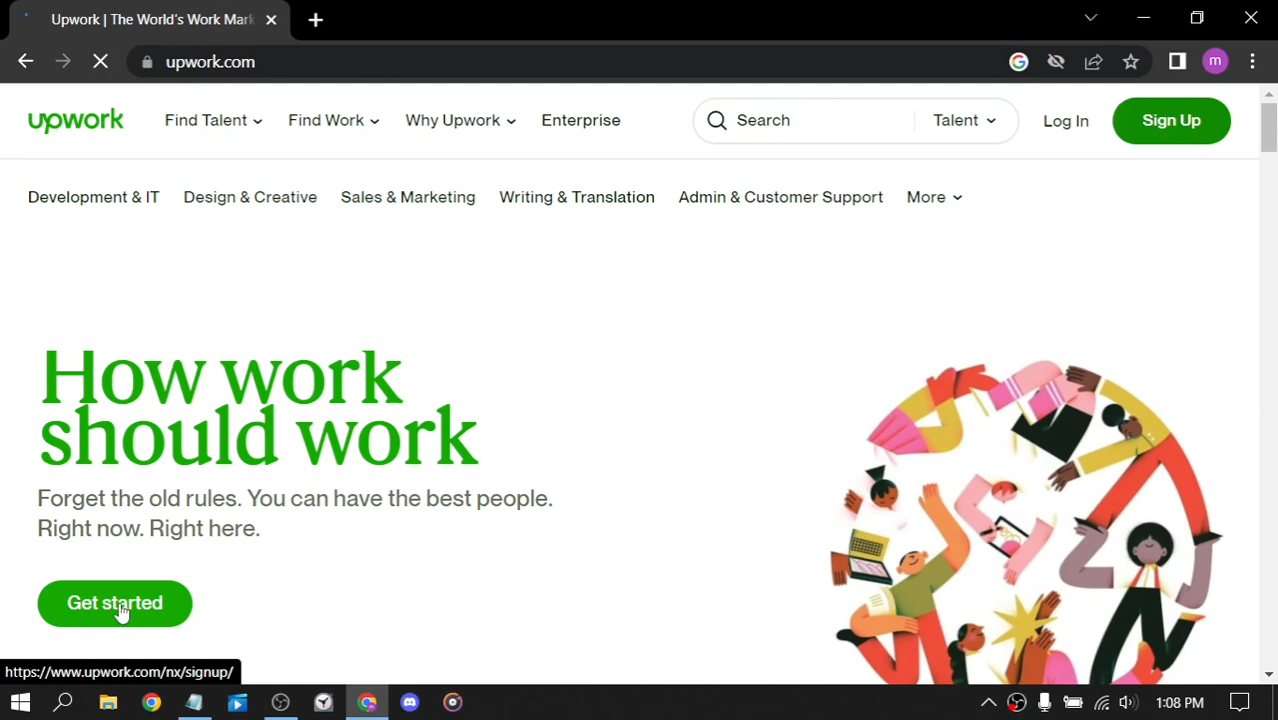 Upwork | The World's Work Mark
upwork.com
m
upwork
Find Talent
Find Work
Why Upwork
Enterprise
Search
Talent
Log In
Sign Up
Development & IT
Design & Creative
Sales & Marketing
Writing & Translation
Admin & Customer Support
More
How work
should work
Forget the old rules. You can have the best people.
Right now. Right here.
Get started
https://www.upwork.com/nx/signup/
1:08 PM